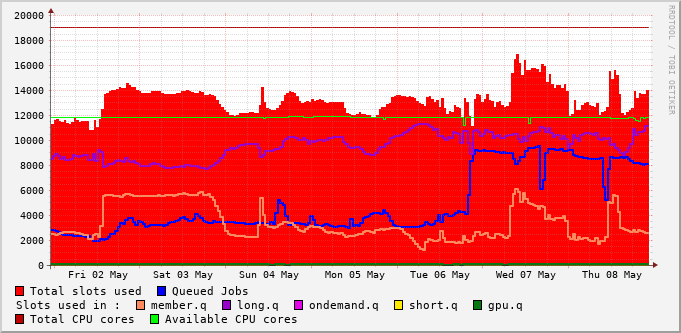 20000
18000
16000
14000
12000
10000
8000
6000
4000
2000
0
Fri 02 May Sat 03 May Sun 04 May Mon 05 May Tue 06 May Wed 07 May Thu 08 May
Total slots used Queued Jobs
Slots used in : member.q long.q ondemand.q short.q gpu.q
Total CPU cores Available CPU cores
RRDTOOL / TOBI OETIKER